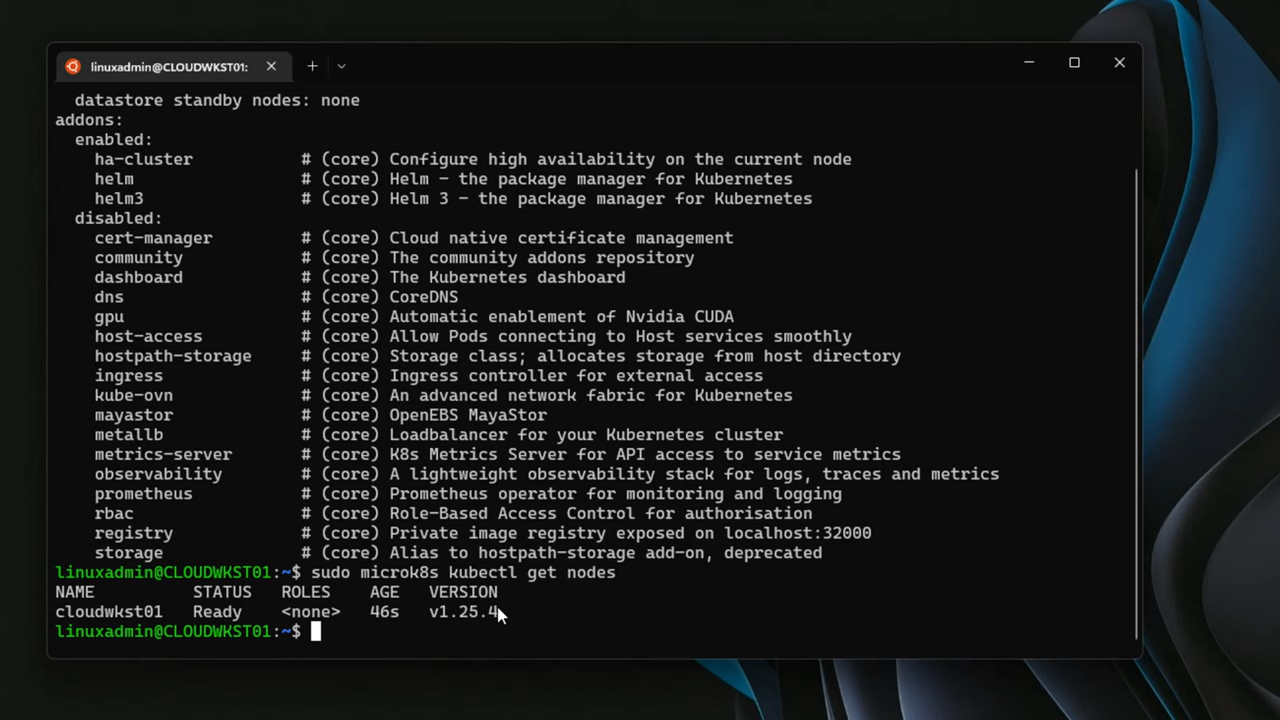 linuxadmin@CLOUDWKST01:
datastore standby nodes: none
addons:
enabled:
ha-cluster # (core) Configure high availability on the current node
helm # (core) Helm - the package manager for Kubernetes
helm3 # (core) Helm 3 - the package manager for Kubernetes
disabled:
cert-manager # (core) Cloud native certificate management
community # (core) The community addons repository
dashboard # (core) The Kubernetes dashboard
dns # (core) CoreDNS
gpu # (core) Automatic enablement of Nvidia CUDA
host-access # (core) Allow Pods connecting to Host services smoothly
hostpath-storage # (core) Storage class; allocates storage from host directory
ingress # (core) Ingress controller for external access
kube-ovn # (core) An advanced network fabric for Kubernetes
mayastor # (core) OpenEBS MayaStor
metallb # (core) Loadbalancer for your Kubernetes cluster
metrics-server # (core) K8s Metrics Server for API access to service metrics
observability # (core) A lightweight observability stack for logs, traces and metrics
prometheus # (core) Prometheus operator for monitoring and logging
rbac # (core) Role-Based Access Control for authorisation
registry # (core) Private image registry exposed on localhost:32000
storage # (core) Alias to hostpath-storage add-on, deprecated
linuxadmin@CLOUDWKST01:~$ sudo microk8s kubectl get nodes
NAME STATUS ROLES AGE VERSION
cloudwkst01 Ready <none> 46s v1.25.4
linuxadmin@CLOUDWKST01:~$